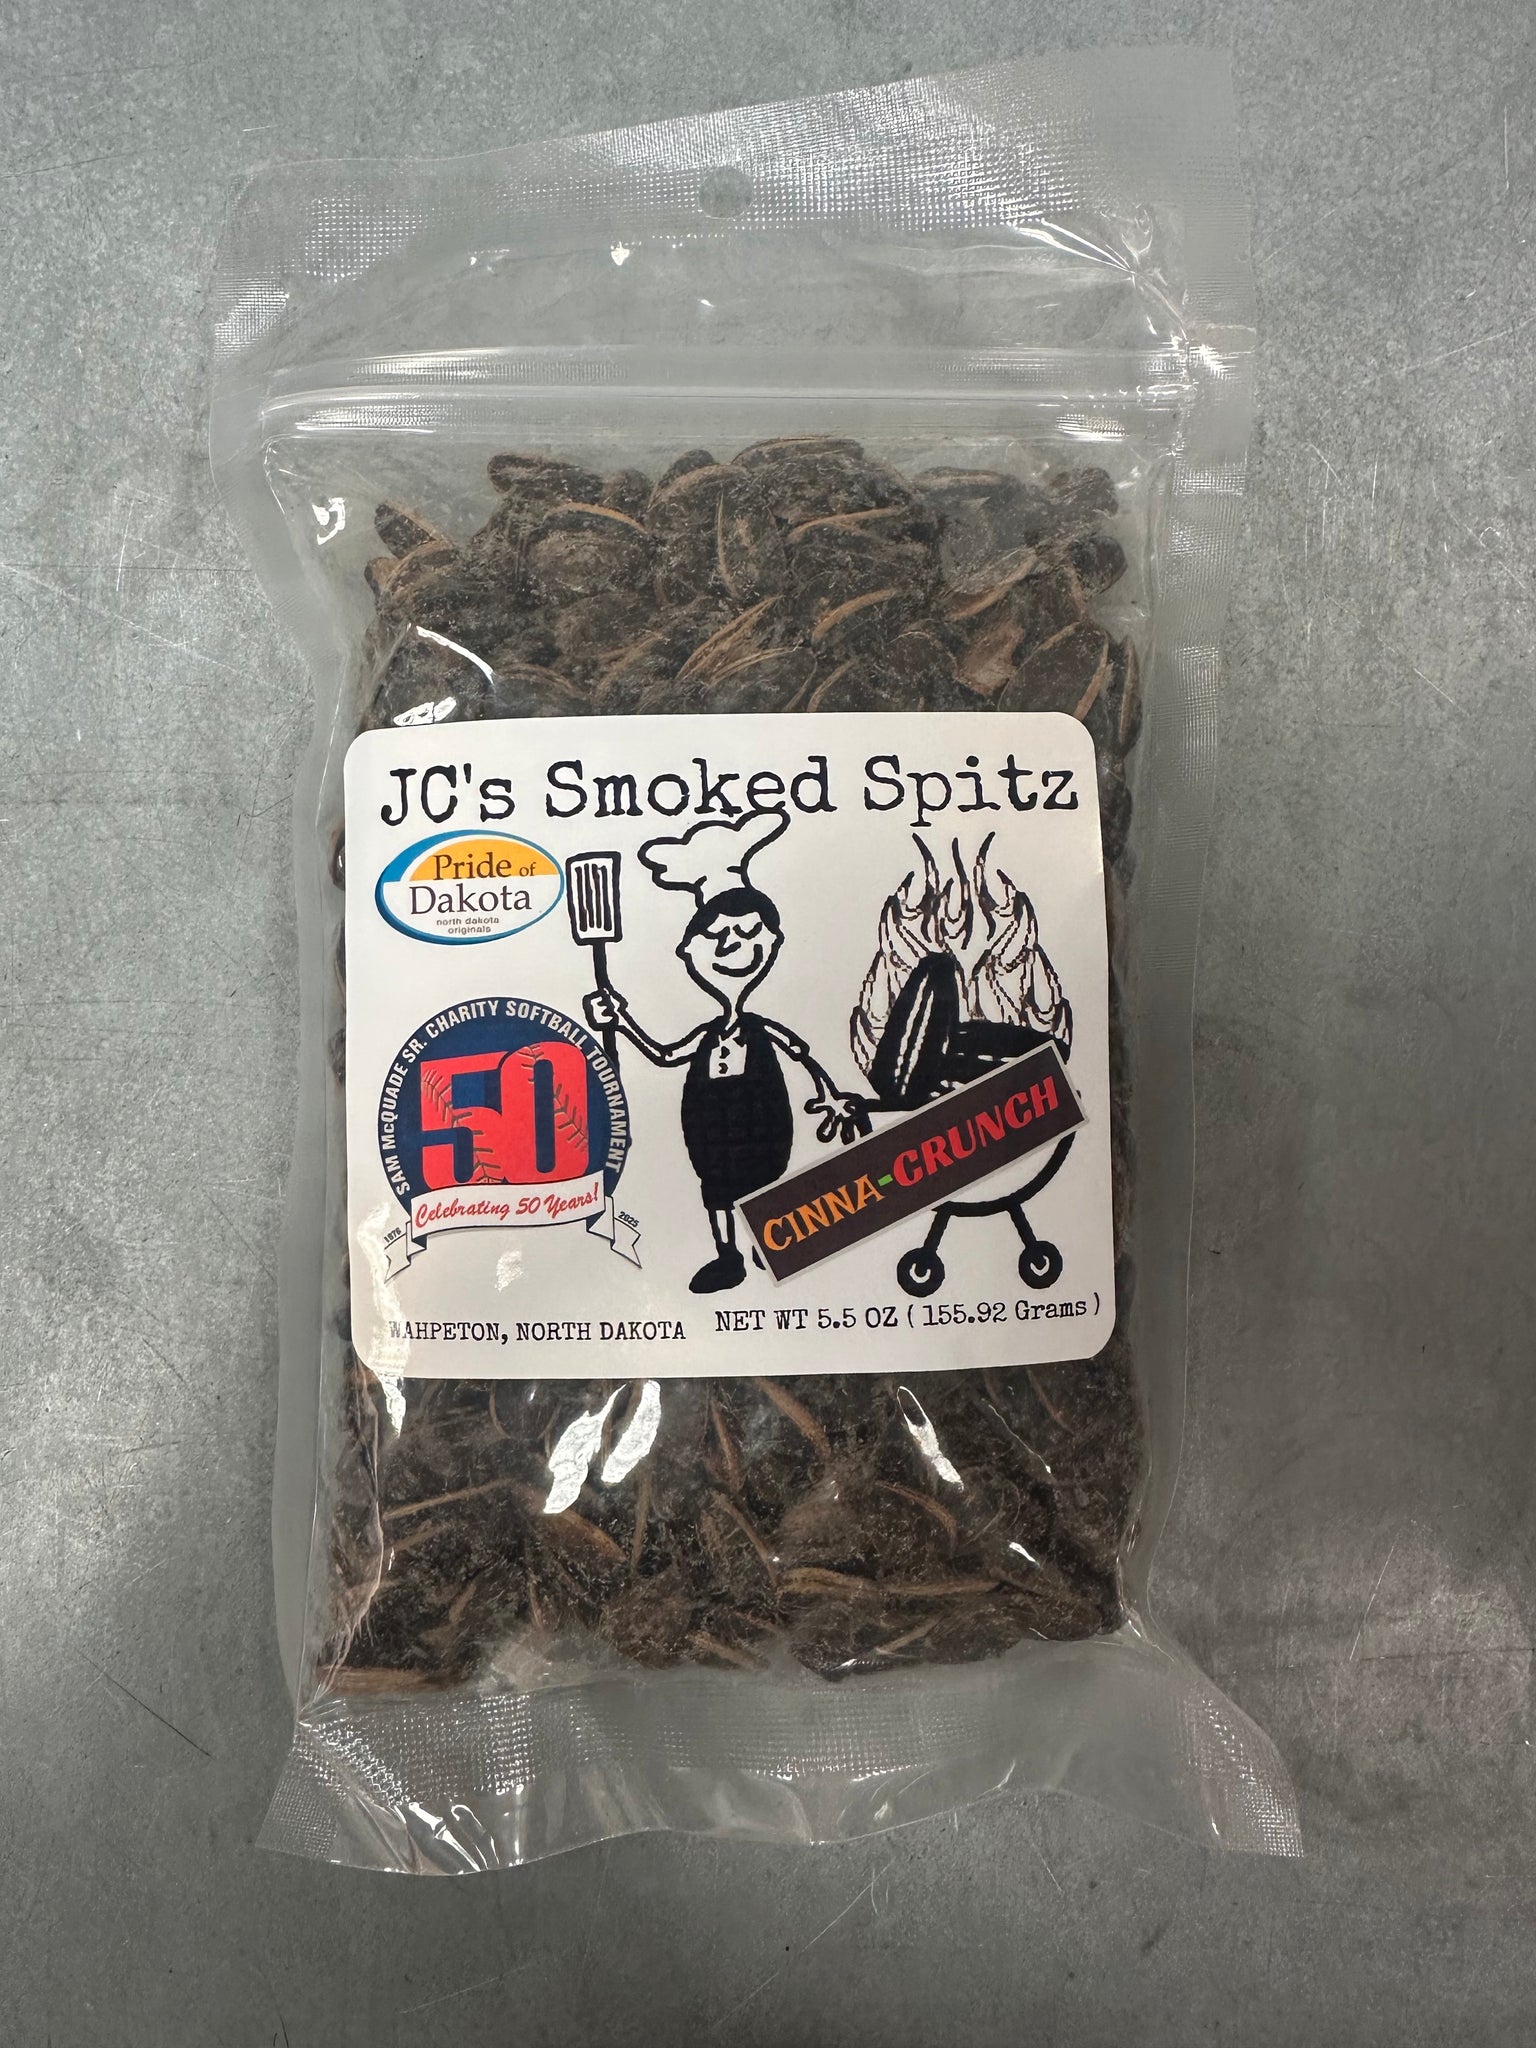 JC's Smoked Spitz
Pride of
Dakota
north dakota
originals
SAM McQUADE SR. CHARITY SOFTBALL TOURNAMENT
50
Celebrating 50 Years!
1976
2025
CINNA-CRUNCH
WAHPETON, NORTH DAKOTA
NET WT 5.5 OZ ( 155.92 Grams )